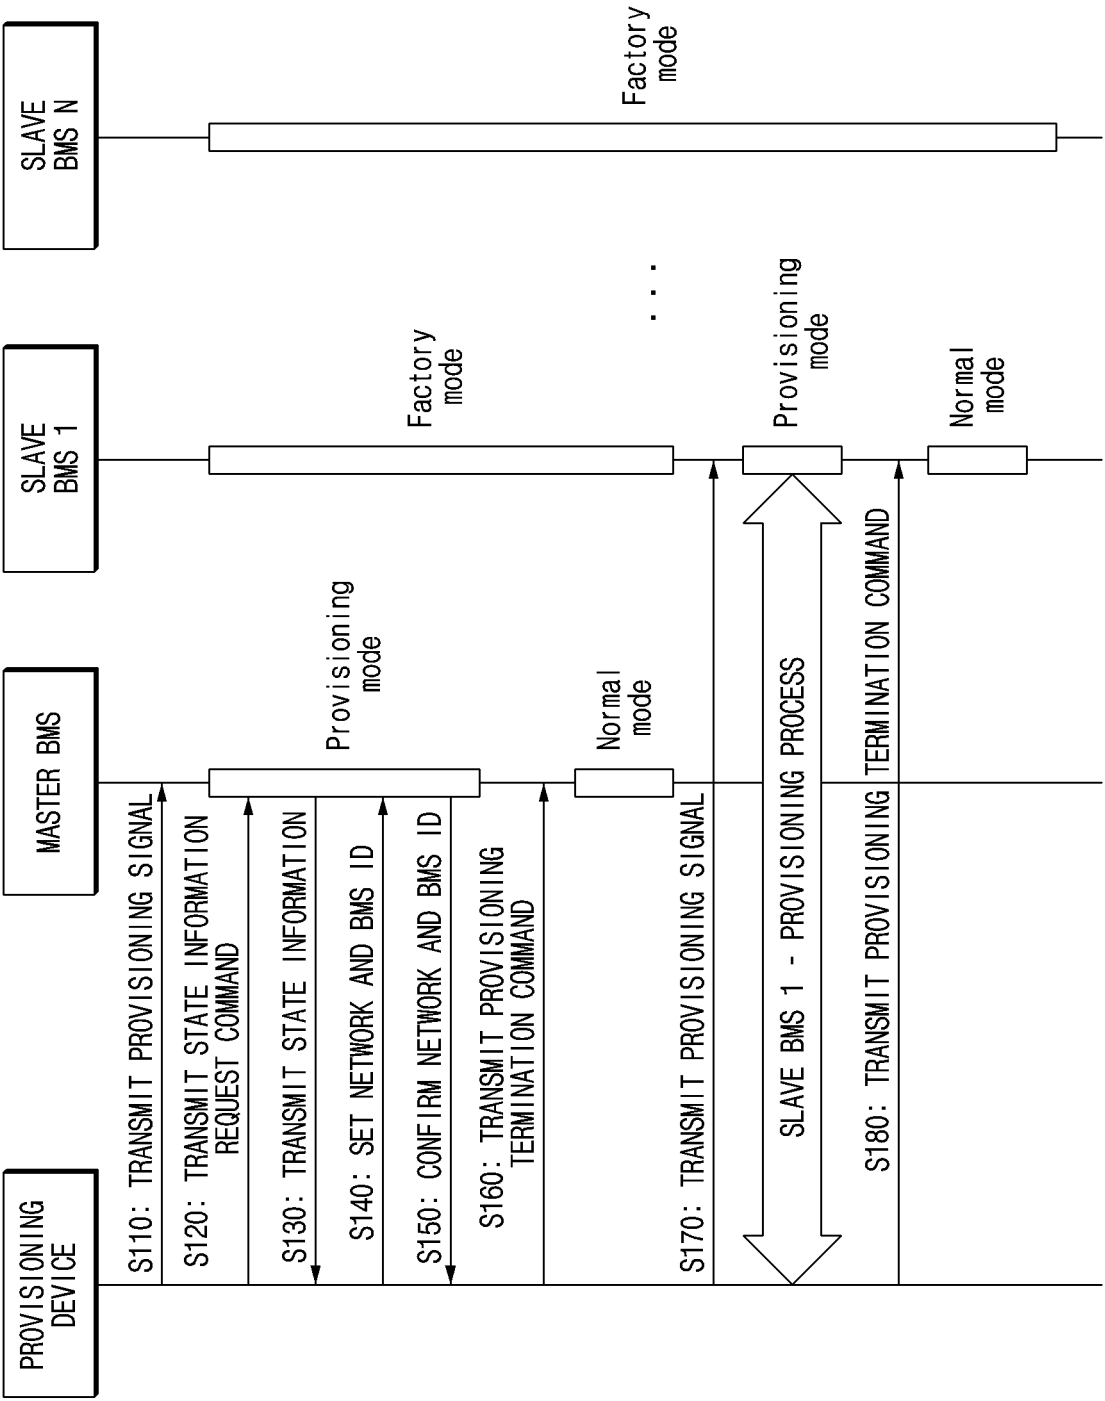 PROVISIONING
DEVICE
MASTER BMS
SLAVE
BMS 1
SLAVE
BMS N
S110: TRANSMIT PROVISIONING SIGNAL
S120: TRANSMIT STATE INFORMATION
REQUEST COMMAND
S130: TRANSMIT STATE INFORMATION
Provisioning
mode
S140: SET NETWORK AND BMS ID
S150: CONFIRM NETWORK AND BMS ID
Factory
mode
S160: TRANSMIT PROVISIONING
TERMINATION COMMAND
Normal
mode
Factory
mode
. . .
S170: TRANSMIT PROVISIONING SIGNAL
SLAVE BMS 1 - PROVISIONING PROCESS
Provisioning
mode
S180: TRANSMIT PROVISIONING TERMINATION COMMAND
Normal
mode